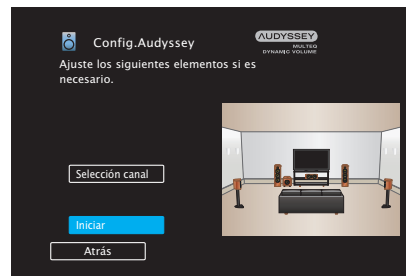 Config.Audyssey
AUDYSSEY
MULTEQ
DYNAMIC VOLUME
Ajuste los siguientes elementos si es
necesario.
Selección canal
Iniciar
Atrás